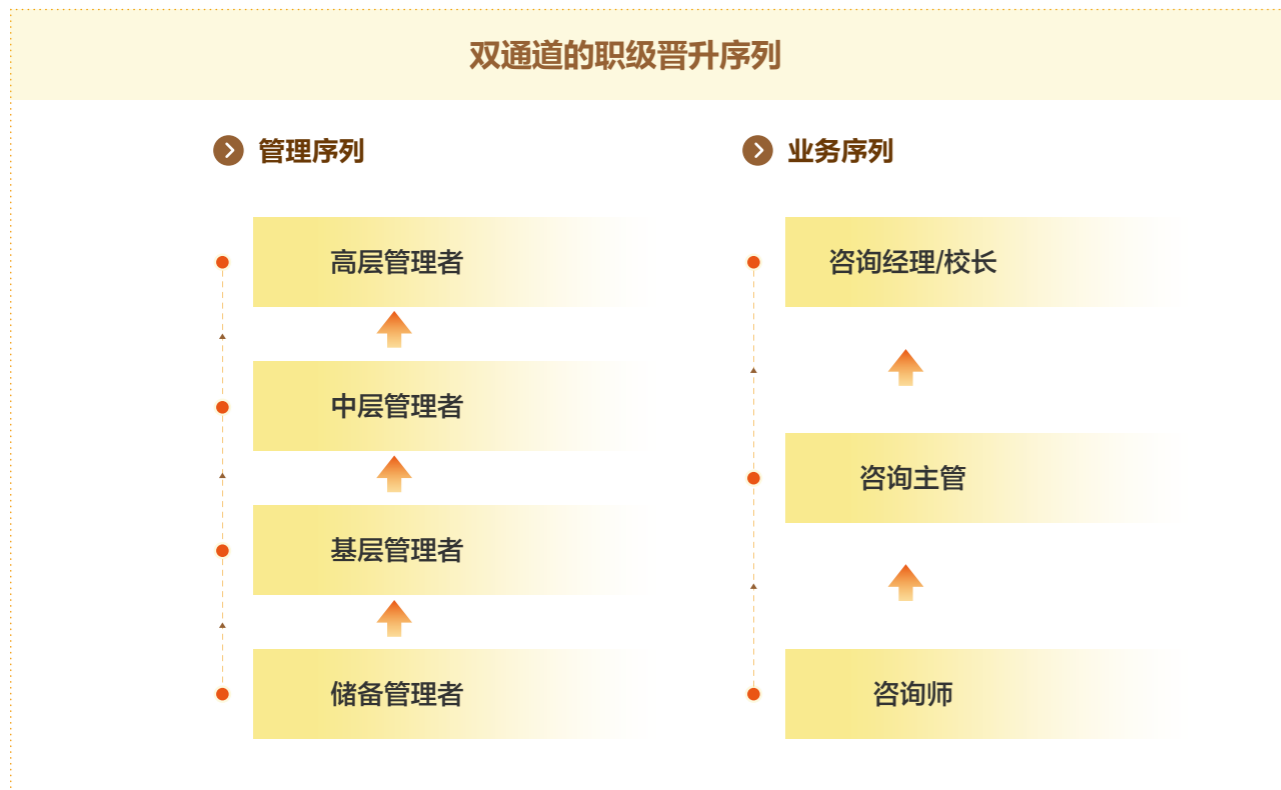 双通道的职级晋升序列
管理序列
高层管理者
中层管理者
基层管理者
储备管理者
业务序列
咨询经理/校长
咨询主管
咨询师